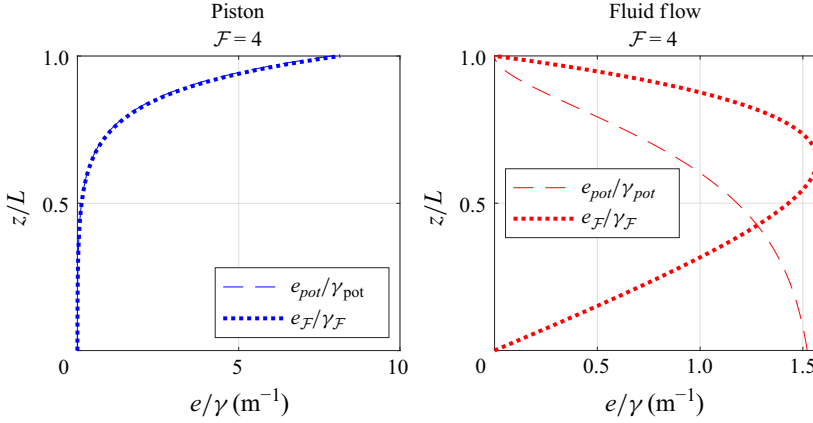 Piston
ℱ = 4
1.0
0.5
0
z/L
e_pot/γ_pot
e_ℱ/γ_ℱ
5
10
e/γ (m⁻¹)
Fluid flow
ℱ = 4
1.0
0.5
0
z/L
e_pot/γ_pot
e_ℱ/γ_ℱ
0.5
1.0
1.5
e/γ (m⁻¹)